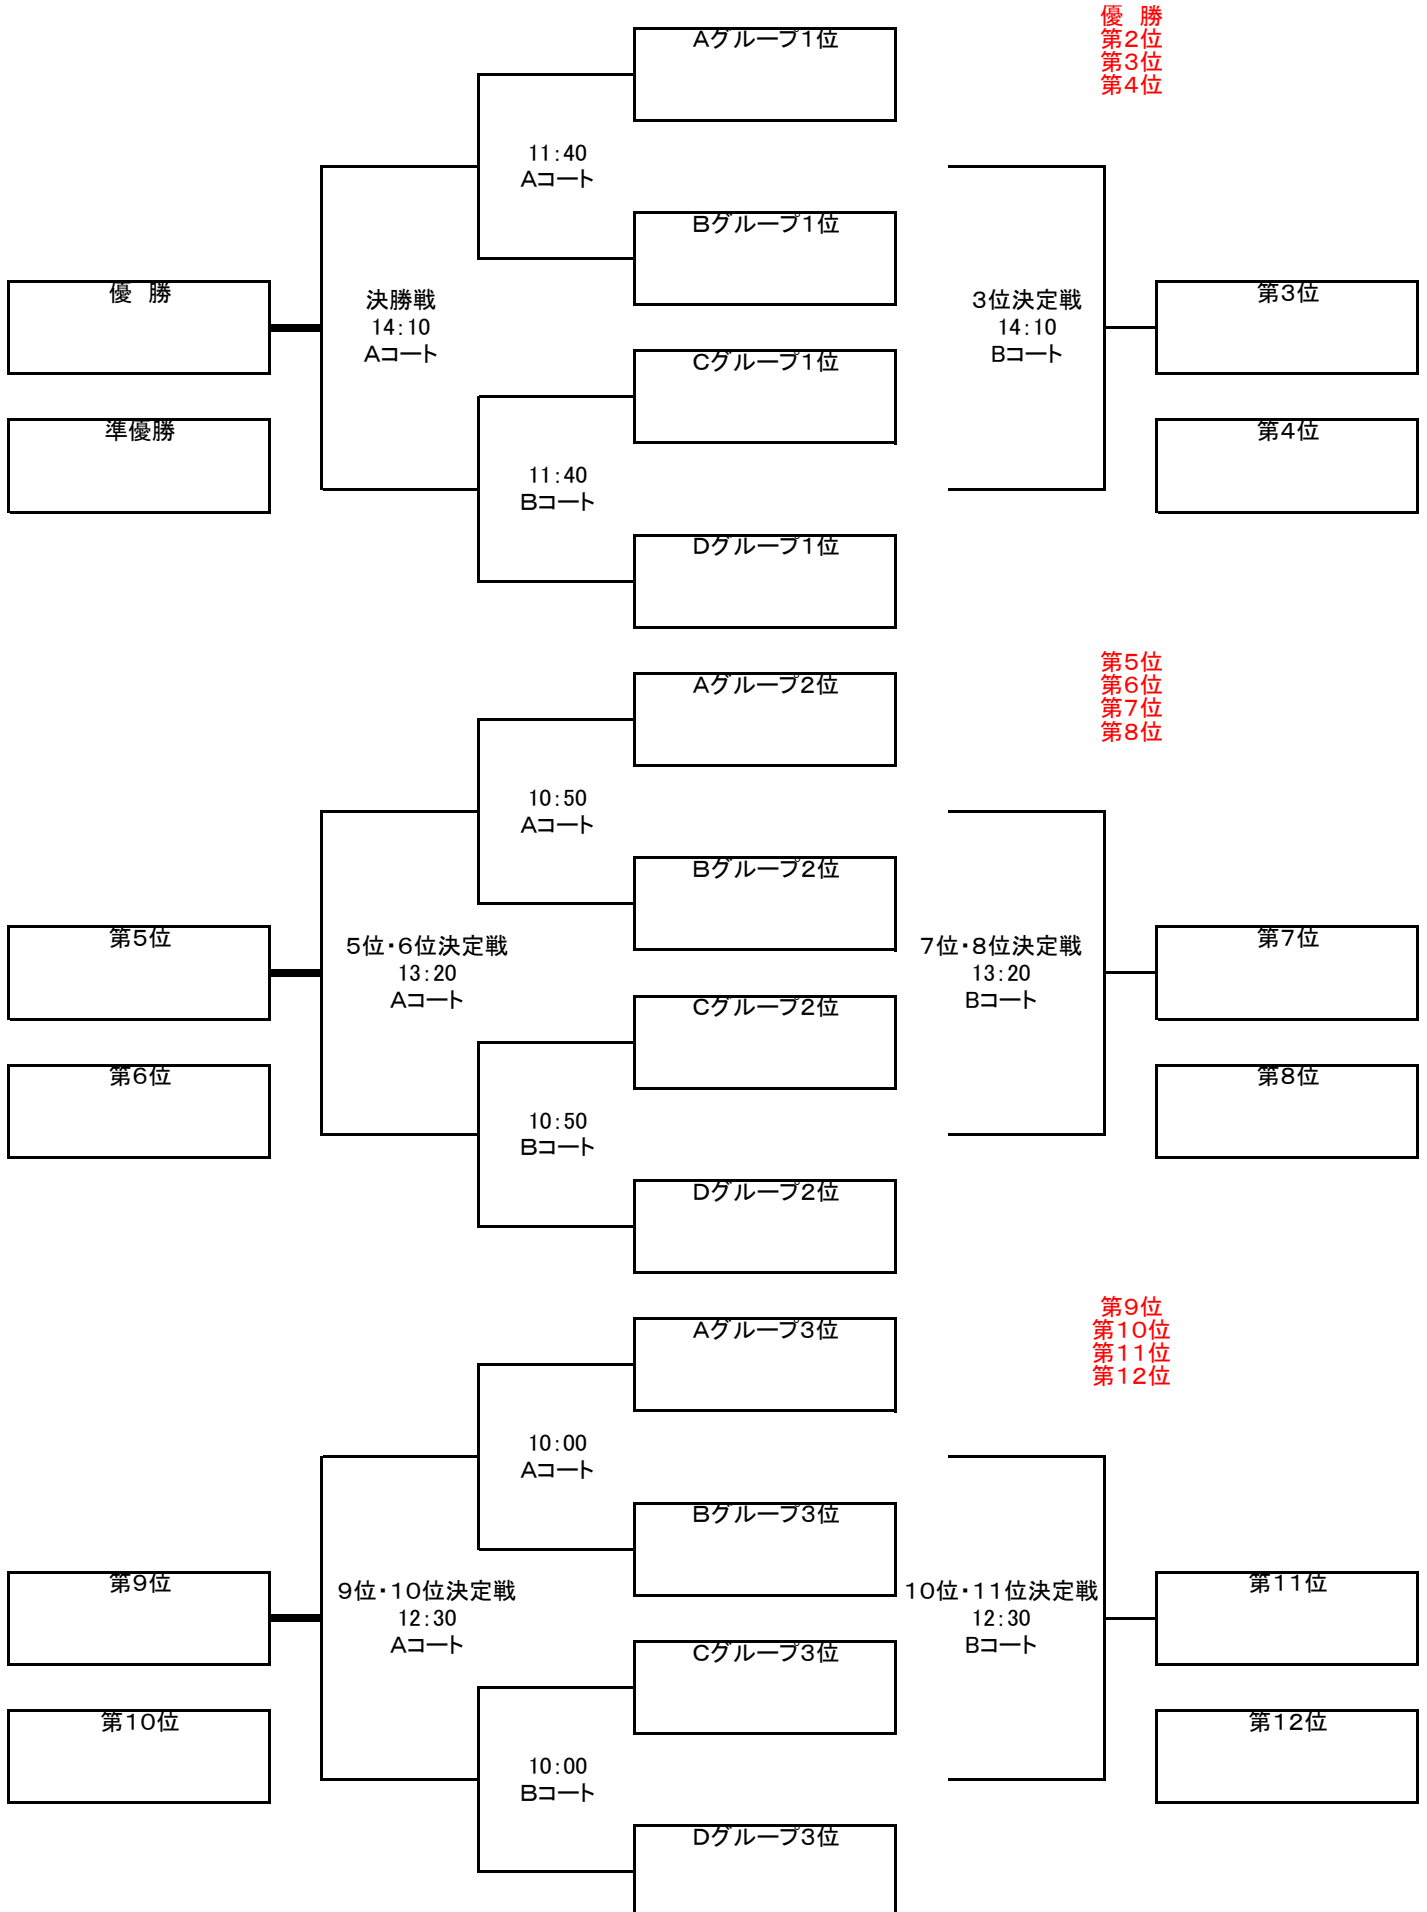 優　勝
第２位
第３位
第４位
Ａグループ１位
11：40
Ａコート
Ｂグループ１位
優　勝
決勝戦
14：10
Ａコート
３位決定戦
14：10
Ｂコート
第３位
Ｃグループ１位
準優勝
第４位
11：40
Ｂコート
Ｄグループ１位
第５位
第６位
第７位
第８位
Ａグループ２位
10：50
Ａコート
Ｂグループ２位
第５位
５位・６位決定戦
13：20
Ａコート
７位・８位決定戦
13：20
Ｂコート
第７位
Ｃグループ２位
第６位
第８位
10：50
Ｂコート
Ｄグループ２位
第９位
第１０位
第１１位
第１２位
Ａグループ３位
10：00
Ａコート
Ｂグループ３位
第９位
９位・１０位決定戦
12：30
Ａコート
１０位・１１位決定戦
12：30
Ｂコート
第１１位
Ｃグループ３位
第１０位
第１２位
10：00
Ｂコート
Ｄグループ３位